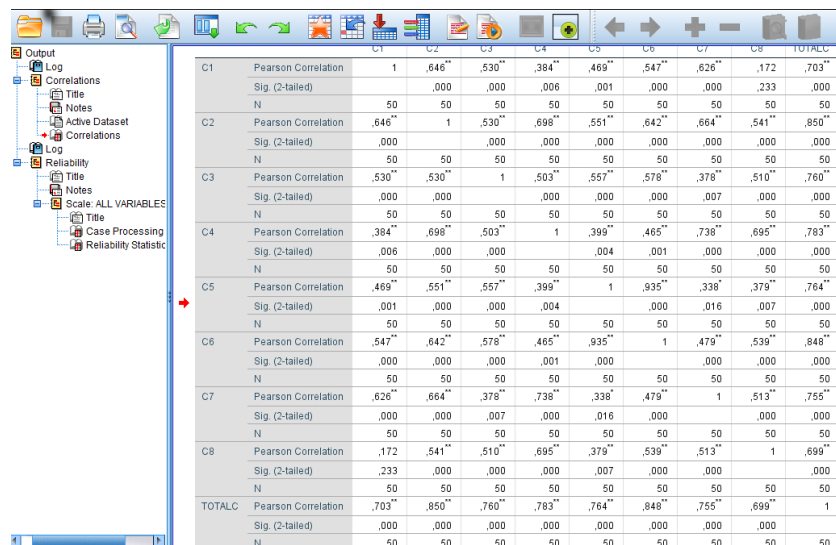 Output
Log
Correlations
Title
Notes
Active Dataset
Correlations
Log
Reliability
Title
Notes
Scale: ALL VARIABLES
Title
Case Processing
Reliability Statistic
C1 C2 C3 C4 C5 C6 C7 C8 TOTALC
C1 Pearson Correlation 1 ,646** ,530** ,384** ,469** ,547** ,626** ,172 ,703**
Sig. (2-tailed) ,000 ,000 ,006 ,001 ,000 ,000 ,233 ,000
N 50 50 50 50 50 50 50 50 50
C2 Pearson Correlation ,646** 1 ,530** ,698** ,551** ,642** ,664** ,541** ,850**
Sig. (2-tailed) ,000 ,000 ,000 ,000 ,000 ,000 ,000 ,000
N 50 50 50 50 50 50 50 50 50
C3 Pearson Correlation ,530** ,530** 1 ,503** ,557** ,578** ,378** ,510** ,760**
Sig. (2-tailed) ,000 ,000 ,000 ,000 ,000 ,007 ,000 ,000
N 50 50 50 50 50 50 50 50 50
C4 Pearson Correlation ,384** ,698** ,503** 1 ,399** ,465** ,738** ,695** ,783**
Sig. (2-tailed) ,006 ,000 ,000 ,004 ,001 ,000 ,000 ,000
N 50 50 50 50 50 50 50 50 50
C5 Pearson Correlation ,469** ,551** ,557** ,399** 1 ,935** ,338* ,379** ,764**
Sig. (2-tailed) ,001 ,000 ,000 ,004 ,000 ,016 ,007 ,000
N 50 50 50 50 50 50 50 50 50
C6 Pearson Correlation ,547** ,642** ,578** ,465** ,935** 1 ,479** ,539** ,848**
Sig. (2-tailed) ,000 ,000 ,000 ,001 ,000 ,000 ,000 ,000
N 50 50 50 50 50 50 50 50 50
C7 Pearson Correlation ,626** ,664** ,378** ,738** ,338* ,479** 1 ,513** ,755**
Sig. (2-tailed) ,000 ,000 ,007 ,000 ,016 ,000 ,000 ,000
N 50 50 50 50 50 50 50 50 50
C8 Pearson Correlation ,172 ,541** ,510** ,695** ,379** ,539** ,513** 1 ,699**
Sig. (2-tailed) ,233 ,000 ,000 ,000 ,007 ,000 ,000 ,000
N 50 50 50 50 50 50 50 50 50
TOTALC Pearson Correlation ,703** ,850** ,760** ,783** ,764** ,848** ,755** ,699** 1
Sig. (2-tailed) ,000 ,000 ,000 ,000 ,000 ,000 ,000 ,000
N 50 50 50 50 50 50 50 50 50